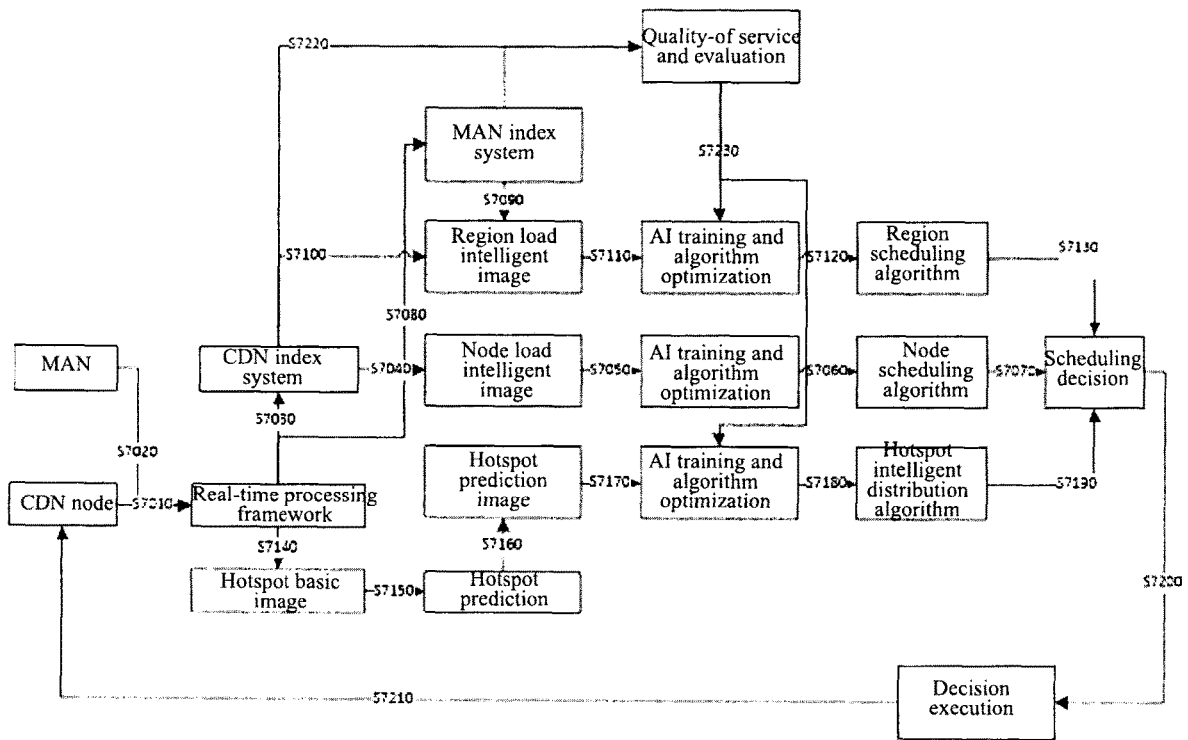 S7220
Quality-of service
and evaluation
MAN index
system
S7230
S7090
S7100
Region load
intelligent
image
S7110
AI training and
algorithm
optimization
S7120
Region
scheduling
algorithm
S7130
S7080
MAN
CDN index
system
S7040
Node load
intelligent
image
S7050
AI training and
algorithm
optimization
S7060
Node
scheduling
algorithm
S7070
Scheduling
decision
S7030
S7020
CDN node
S7010
Real-time processing
framework
Hotspot
prediction
image
S7170
AI training and
algorithm
optimization
S7180
Hotspot
intelligent
distribution
algorithm
S7190
S7140
S7160
Hotspot basic
image
S7150
Hotspot
prediction
S7200
S7210
Decision
execution